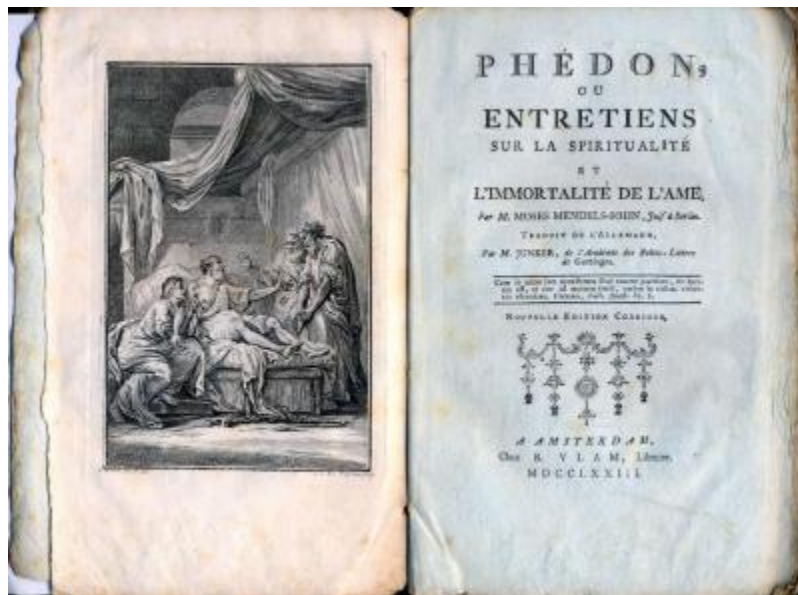 PHÉDON,
OU
ENTRETIENS
SUR LA SPIRITUALITÉ
ET
L'IMMORTALITÉ DE L'AME,
Par M. MOSES MENDELS-SOHN, Juif à Berlin.
TRADUIT DE L'ALLEMAND,
Par M. JUNKER, de l'Académie des Belles-Lettres
de Gottingen.
NOUVELLE EDITION CORRIGÉE,
A AMSTERDAM,
Chez B. VLAM, Libraire.
MDCCLXXIII.